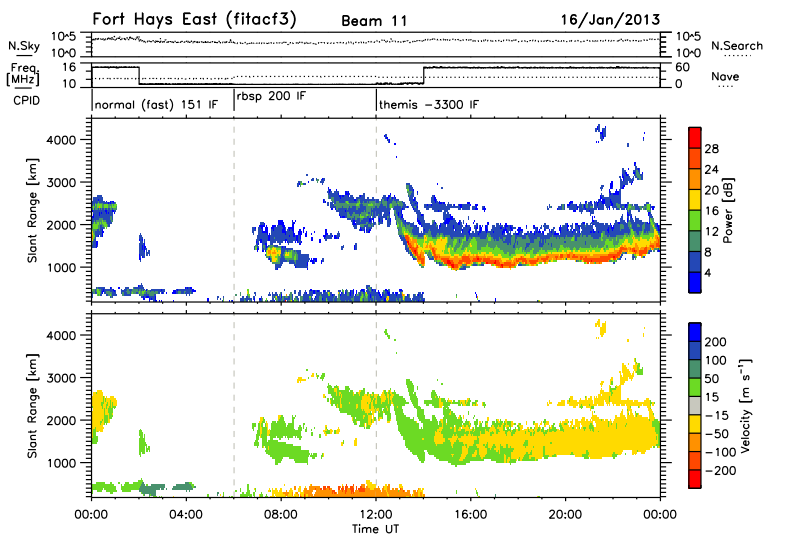 Fort Hays East (fitacf3) Beam 11 16/Jan/2013
N.Sky 10^5 10^0 10^5 10^0 N.Search
Freq. [MHz] 16 10 60 0 Nave
CPID normal (fast) 151 IF rbsp 200 IF themis -3300 IF
Slant Range [km] 4000 3000 2000 1000
Power [dB] 28 24 20 16 12 8 4
Slant Range [km] 4000 3000 2000 1000
Velocity [m s⁻¹] 200 100 50 15 -15 -50 -100 -200
00:00 04:00 08:00 12:00 16:00 20:00 00:00
Time UT